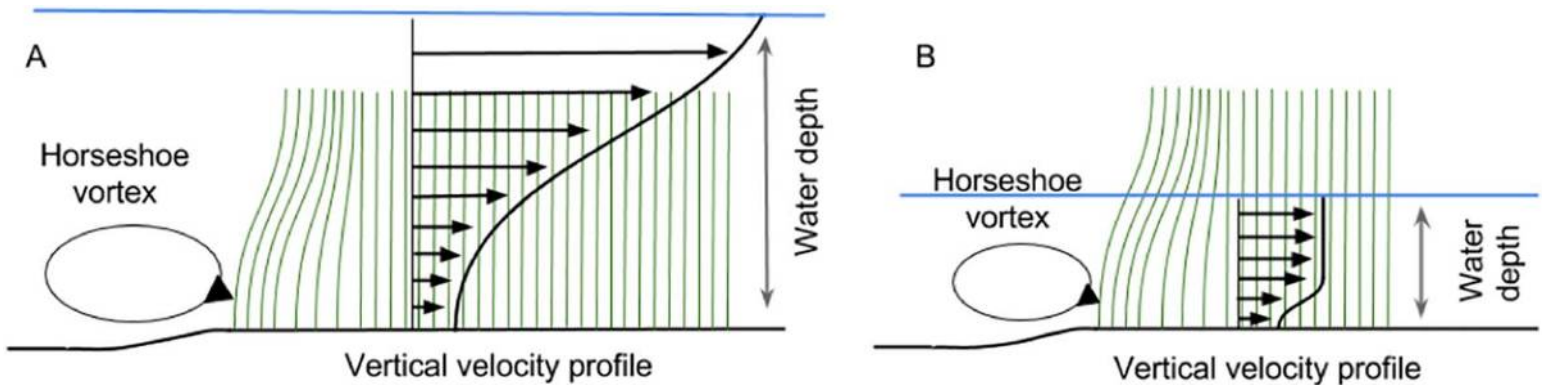 A
Horseshoe
vortex
Water depth
Vertical velocity profile
B
Horseshoe
vortex
Water
depth
Vertical velocity profile